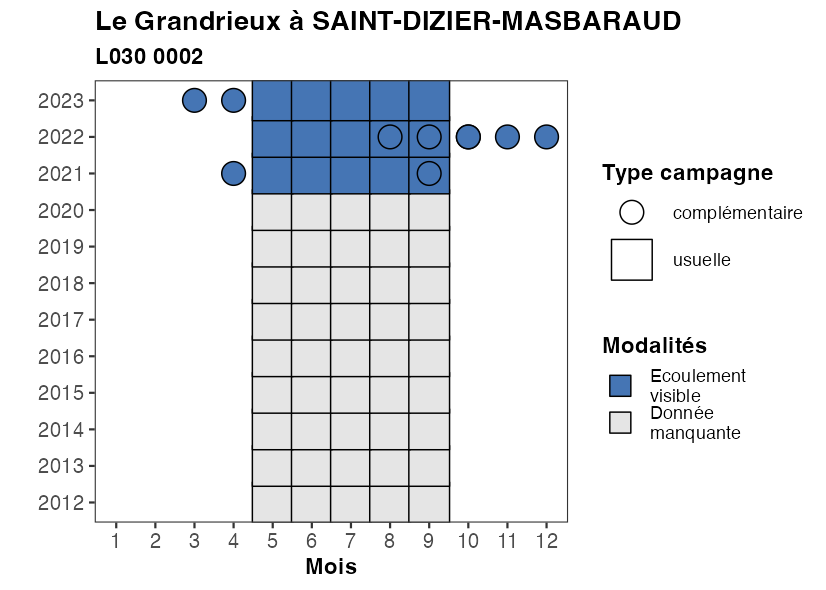 Le Grandrieux à SAINT-DIZIER-MASBARAUD
L030 0002
2023
2022
2021
2020
2019
2018
2017
2016
2015
2014
2013
2012
1 2 3 4 5 6 7 8 9 10 11 12
Mois
Type campagne
complémentaire
usuelle
Modalités
Ecoulement
visible
Donnée
manquante